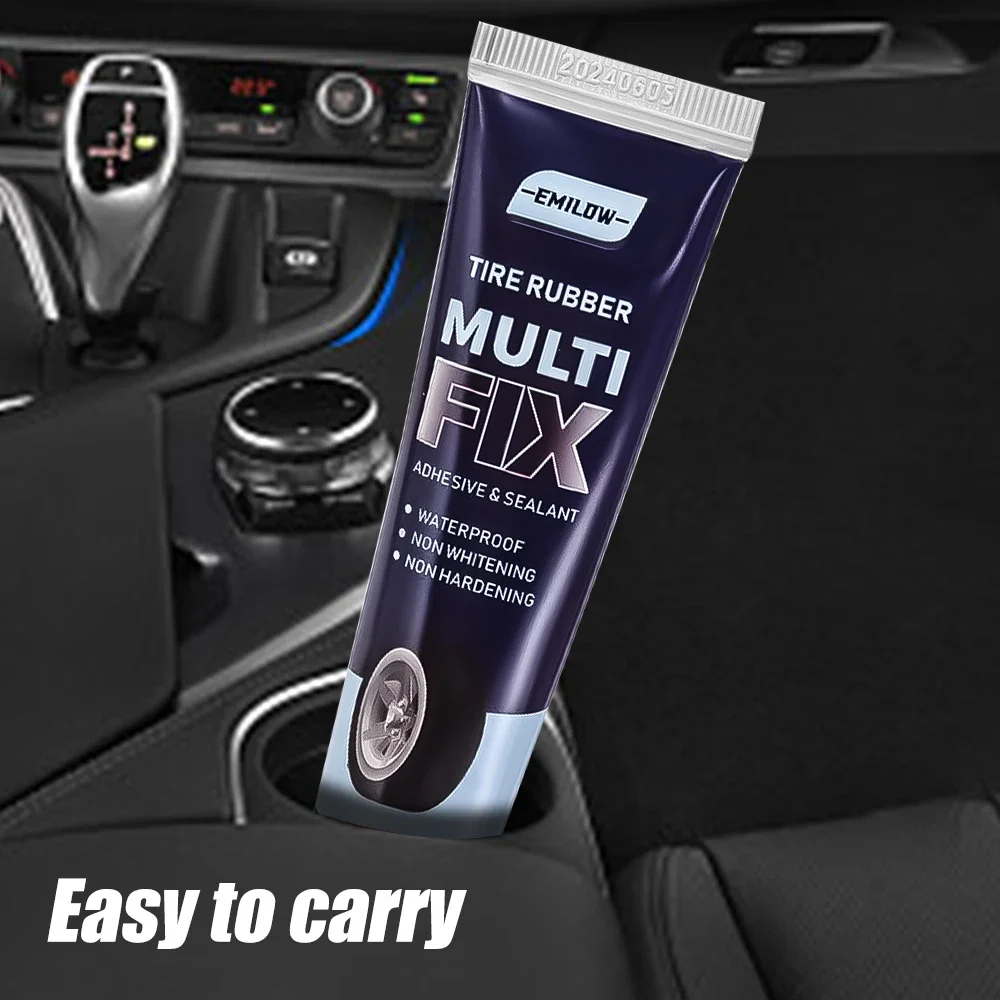 20240605
—EMILOW—
TIRE RUBBER
MULTI
FIX
ADHESIVE & SEALANT
• WATERPROOF
• NON WHITENING
• NON HARDENING
Easy to carry